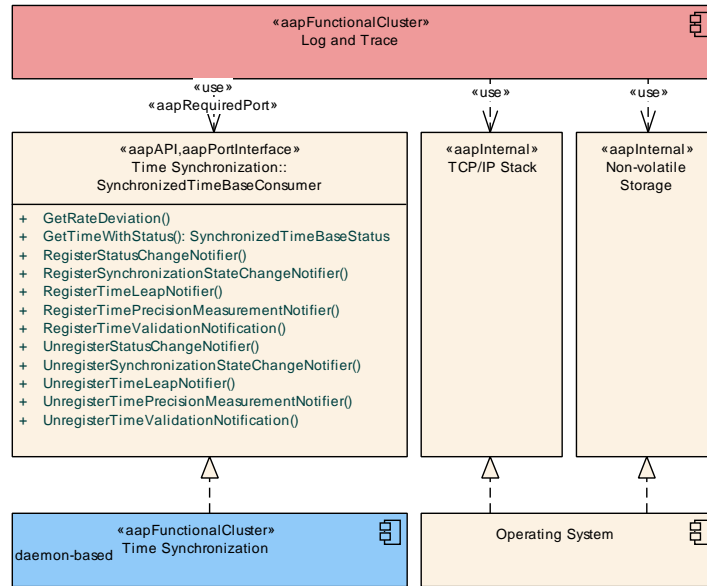 «aapFunctionalCluster»
Log and Trace
«use»
«aapRequiredPort»
«use»
«use»
«aapAPI,aapPortInterface»
Time Synchronization::
SynchronizedTimeBaseConsumer
+ GetRateDeviation()
+ GetTimeWithStatus(): SynchronizedTimeBaseStatus
+ RegisterStatusChangeNotifier()
+ RegisterSynchronizationStateChangeNotifier()
+ RegisterTimeLeapNotifier()
+ RegisterTimePrecisionMeasurementNotifier()
+ RegisterTimeValidationNotification()
+ UnregisterStatusChangeNotifier()
+ UnregisterSynchronizationStateChangeNotifier()
+ UnregisterTimeLeapNotifier()
+ UnregisterTimePrecisionMeasurementNotifier()
+ UnregisterTimeValidationNotification()
«aapInternal»
TCP/IP Stack
«aapInternal»
Non-volatile
Storage
«aapFunctionalCluster»
Time Synchronization
daemon-based
Operating System